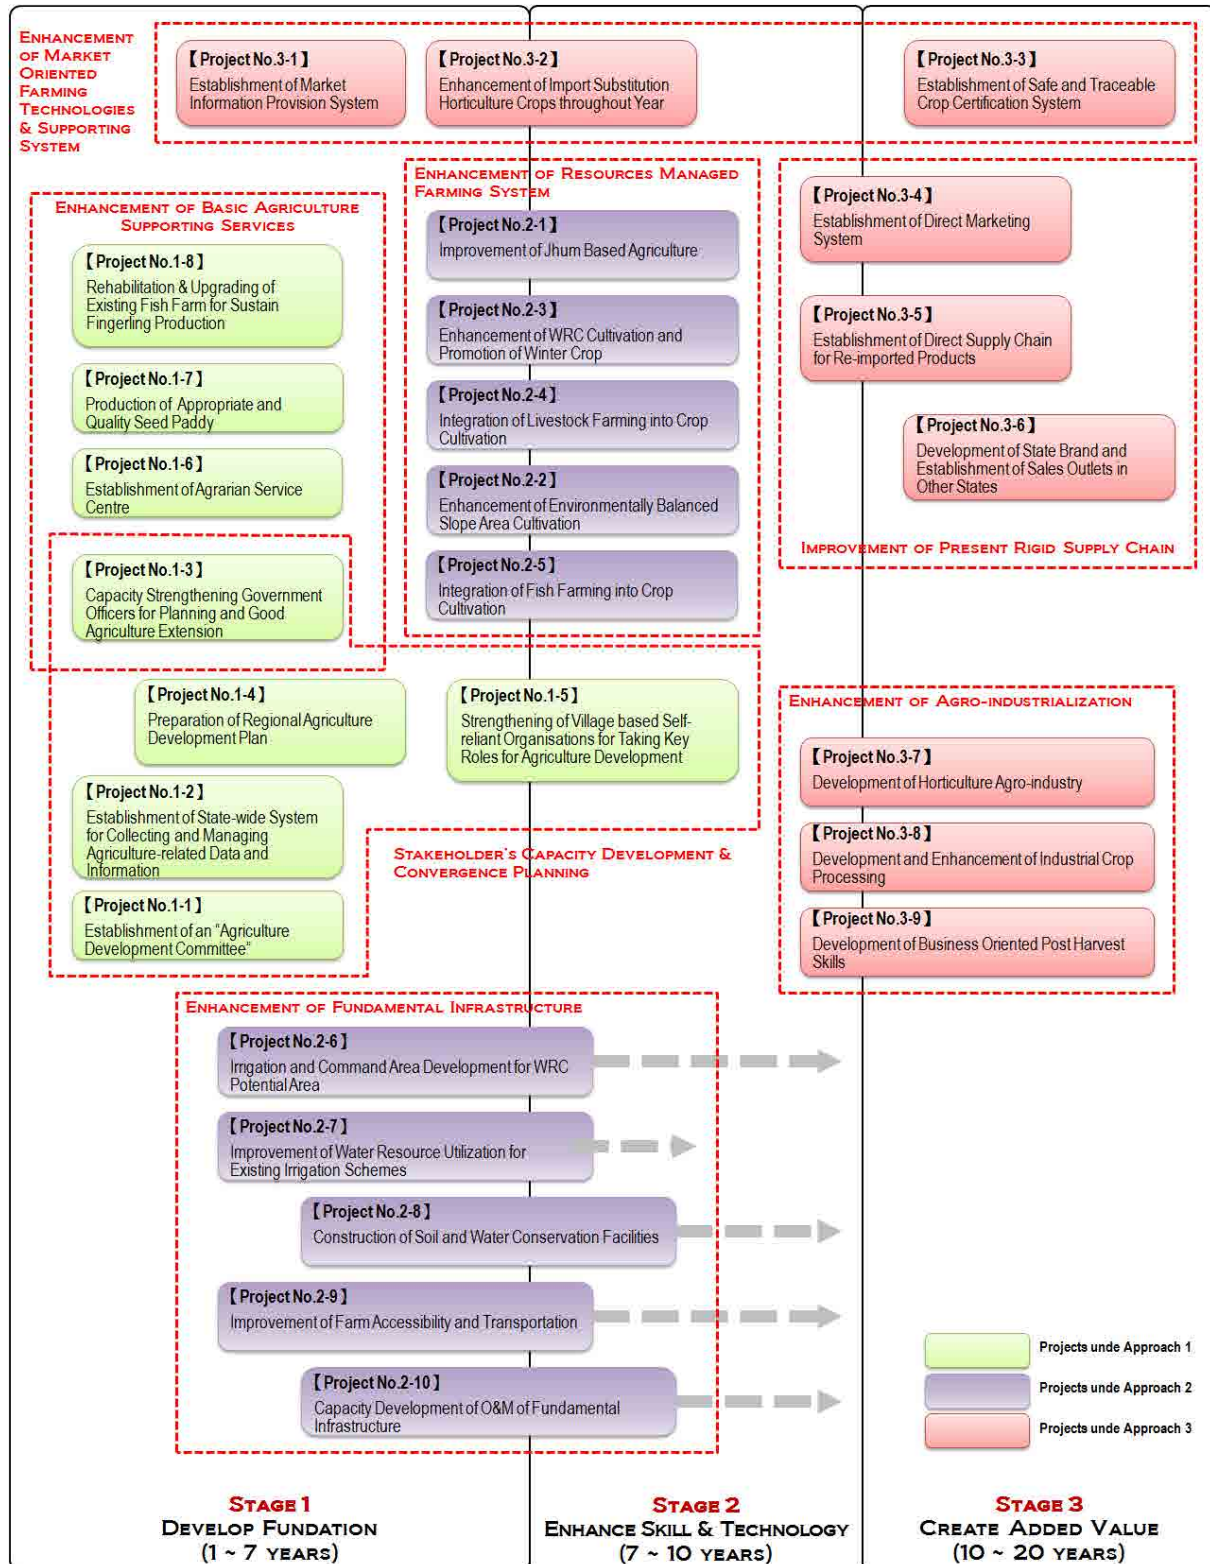 ENHANCEMENT
OF MARKET
ORIENTED
FARMING
TECHNOLOGIES
& SUPPORTING
SYSTEM
【Project No.3-1】
Establishment of Market
Information Provision System
【Project No.3-2】
Enhancement of Import Substitution
Horticulture Crops throughout Year
【Project No.3-3】
Establishment of Safe and Traceable
Crop Certification System
ENHANCEMENT OF BASIC AGRICULTURE
SUPPORTING SERVICES
【Project No.1-8】
Rehabilitation & Upgrading of
Existing Fish Farm for Sustain
Fingerling Production
【Project No.1-7】
Production of Appropriate and
Quality Seed Paddy
【Project No.1-6】
Establishment of Agrarian Service
Centre
【Project No.1-3】
Capacity Strengthening Government
Officers for Planning and Good
Agriculture Extension
ENHANCEMENT OF RESOURCES MANAGED
FARMING SYSTEM
【Project No.2-1】
Improvement of Jhum Based Agriculture
【Project No.2-3】
Enhancement of WRC Cultivation and
Promotion of Winter Crop
【Project No.2-4】
Integration of Livestock Farming into Crop
Cultivation
【Project No.2-2】
Enhancement of Environmentally Balanced
Slope Area Cultivation
【Project No.2-5】
Integration of Fish Farming into Crop
Cultivation
【Project No.3-4】
Establishment of Direct Marketing
System
【Project No.3-5】
Establishment of Direct Supply Chain
for Re-imported Products
【Project No.3-6】
Development of State Brand and
Establishment of Sales Outlets in
Other States
IMPROVEMENT OF PRESENT RIGID SUPPLY CHAIN
【Project No.1-4】
Preparation of Regional Agriculture
Development Plan
【Project No.1-5】
Strengthening of Village based Self-
reliant Organisations for Taking Key
Roles for Agriculture Development
【Project No.1-2】
Establishment of State-wide System
for Collecting and Managing
Agriculture-related Data and
Information
【Project No.1-1】
Establishment of an "Agriculture
Development Committee"
STAKEHOLDER'S CAPACITY DEVELOPMENT &
CONVERGENCE PLANNING
ENHANCEMENT OF AGRO-INDUSTRIALIZATION
【Project No.3-7】
Development of Horticulture Agro-industry
【Project No.3-8】
Development and Enhancement of Industrial Crop
Processing
【Project No.3-9】
Development of Business Oriented Post Harvest
Skills
ENHANCEMENT OF FUNDAMENTAL INFRASTRUCTURE
【Project No.2-6】
Irrigation and Command Area Development for WRC
Potential Area
【Project No.2-7】
Improvement of Water Resource Utilization for
Existing Irrigation Schemes
【Project No.2-8】
Construction of Soil and Water Conservation Facilities
【Project No.2-9】
Improvement of Farm Accessibility and Transportation
【Project No.2-10】
Capacity Development of O&M of Fundamental
Infrastructure
Projects unde Approach 1
Projects unde Approach 2
Projects unde Approach 3
STAGE 1
DEVELOP FUNDATION
(1 ~ 7 YEARS)
STAGE 2
ENHANCE SKILL & TECHNOLOGY
(7 ~ 10 YEARS)
STAGE 3
CREATE ADDED VALUE
(10 ~ 20 YEARS)